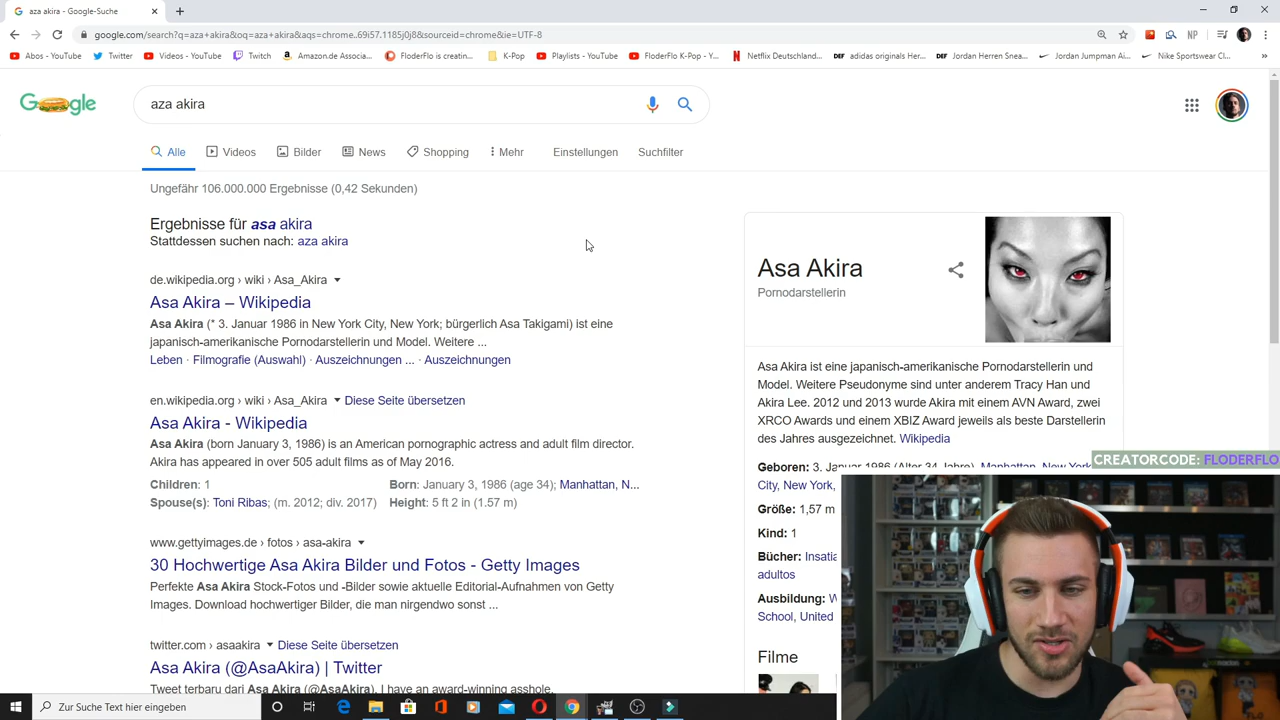 aza akira - Google-Suche
google.com/search?q=aza+akira&oq=aza+akira&aqs=chrome..69i57.1185j0j8&sourceid=chrome&ie=UTF-8
Abos - YouTube
Twitter
Videos - YouTube
Twitch
Amazon.de Associa...
FloderFlo is creatin...
K-Pop
Playlists - YouTube
FloderFlo K-Pop - Y...
Netflix Deutschland...
DEF adidas originals Her...
DEF Jordan Herren Snea...
Jordan Jumpman Ai...
Nike Sportswear Cl...
NP
Google
aza akira
Alle
Videos
Bilder
News
Shopping
Mehr
Einstellungen
Suchfilter
Ungefähr 106.000.000 Ergebnisse (0,42 Sekunden)
Ergebnisse für asa akira
Stattdessen suchen nach: aza akira
de.wikipedia.org › wiki › Asa_Akira
Asa Akira – Wikipedia
Asa Akira (* 3. Januar 1986 in New York City, New York; bürgerlich Asa Takigami) ist eine
japanisch-amerikanische Pornodarstellerin und Model. Weitere ...
Leben · Filmografie (Auswahl) · Auszeichnungen ... · Auszeichnungen
en.wikipedia.org › wiki › Asa_Akira Diese Seite übersetzen
Asa Akira - Wikipedia
Asa Akira (born January 3, 1986) is an American pornographic actress and adult film director.
Akira has appeared in over 505 adult films as of May 2016.
Children: 1 Born: January 3, 1986 (age 34); Manhattan, N...
Spouse(s): Toni Ribas; (m. 2012; div. 2017) Height: 5 ft 2 in (1.57 m)
www.gettyimages.de › fotos › asa-akira
30 Hochwertige Asa Akira Bilder und Fotos - Getty Images
Perfekte Asa Akira Stock-Fotos und -Bilder sowie aktuelle Editorial-Aufnahmen von Getty
Images. Download hochwertiger Bilder, die man nirgendwo sonst ...
twitter.com › asaakira Diese Seite übersetzen
Asa Akira (@AsaAkira) | Twitter
Tweet terbaru dari Asa Akira (@AsaAkira). I have an award-winning asshole.
Asa Akira
Pornodarstellerin
Asa Akira ist eine japanisch-amerikanische Pornodarstellerin und
Model. Weitere Pseudonyme sind unter anderem Tracy Han und
Akira Lee. 2012 und 2013 wurde Akira mit einem AVN Award, zwei
XRCO Awards und einem XBIZ Award jeweils als beste Darstellerin
des Jahres ausgezeichnet. Wikipedia
Geboren: 3. Januar 1986 (Alter 34 Jahre), Manhattan, New York
City, New York,
Größe: 1,57 m
Kind: 1
Bücher: Insatia
adultos
Ausbildung: W
School, United
Filme
CREATORCODE: FLODERFLO
Zur Suche Text hier eingeben